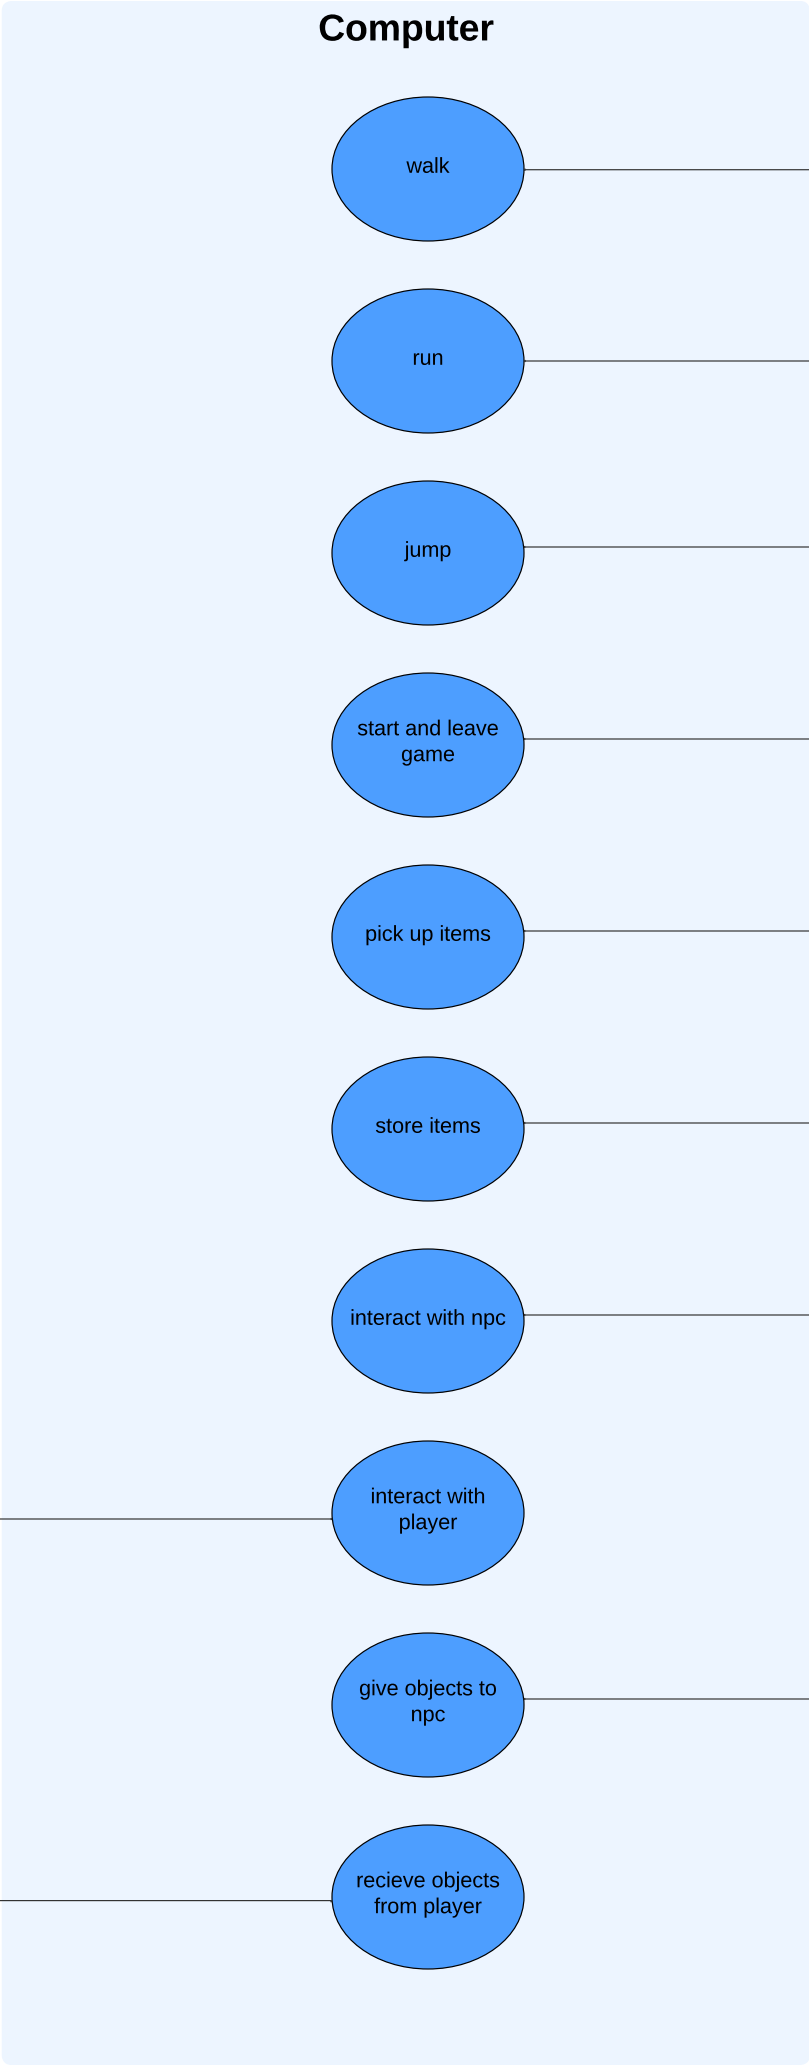 Computer
walk
run
jump
start and leave
game
pick up items
store items
interact with npc
interact with
player
give objects to
npc
recieve objects
from player